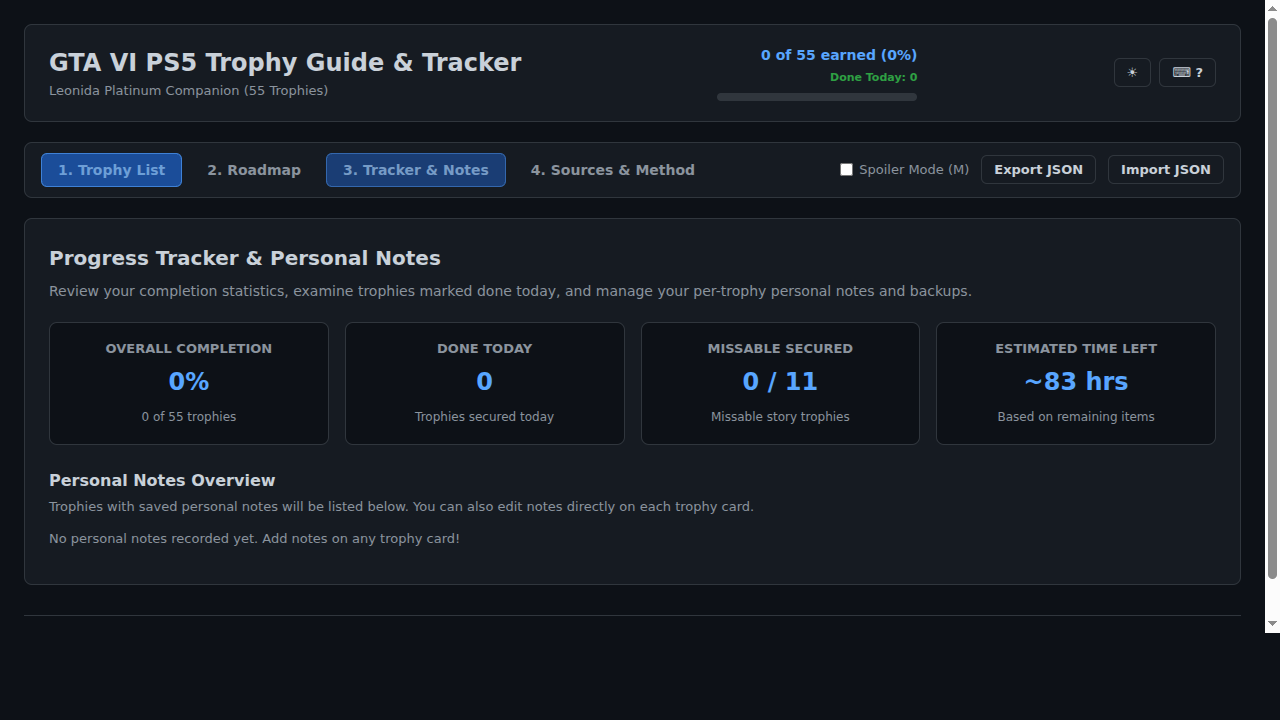 GTA VI PS5 Trophy Guide & Tracker
Leonida Platinum Companion (55 Trophies)
0 of 55 earned (0%)
Done Today: 0
☀
⌨ ?
1. Trophy List
2. Roadmap
3. Tracker & Notes
4. Sources & Method
Spoiler Mode (M)
Export JSON
Import JSON
Progress Tracker & Personal Notes
Review your completion statistics, examine trophies marked done today, and manage your per-trophy personal notes and backups.
OVERALL COMPLETION
0%
0 of 55 trophies
DONE TODAY
0
Trophies secured today
MISSABLE SECURED
0 / 11
Missable story trophies
ESTIMATED TIME LEFT
~83 hrs
Based on remaining items
Personal Notes Overview
Trophies with saved personal notes will be listed below. You can also edit notes directly on each trophy card.
No personal notes recorded yet. Add notes on any trophy card!